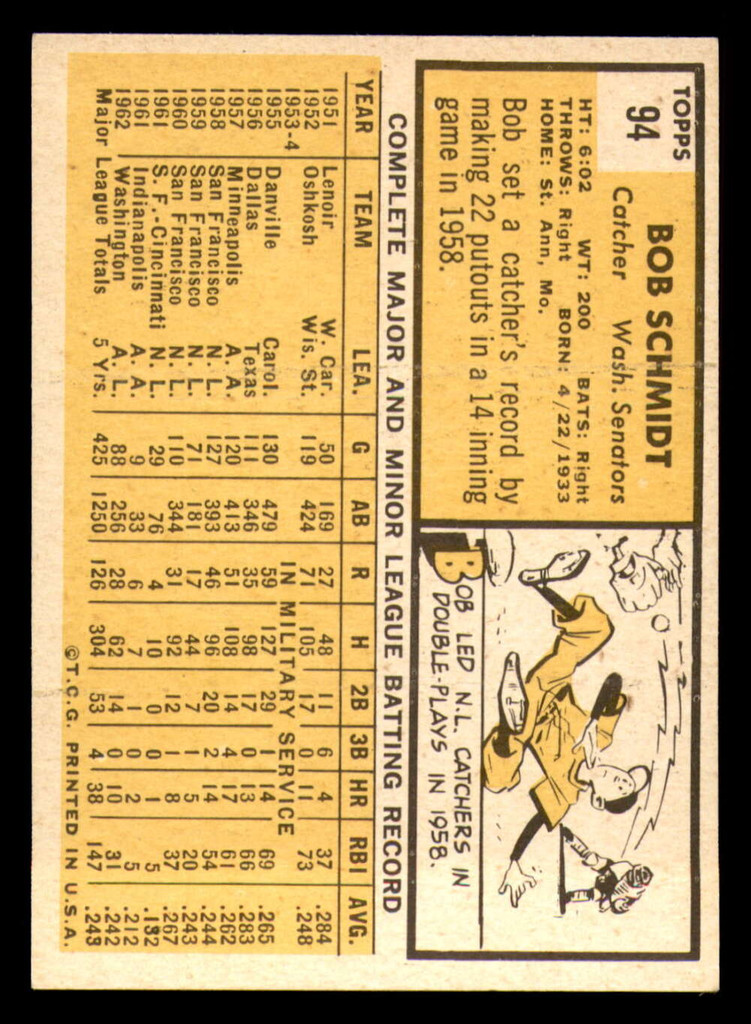 TOPPS
94
BOB SCHMIDT
Catcher Wash. Senators
HT: 6:02 WT: 200 BATS: Right
THROWS: Right BORN: 4/22/1933
HOME: St. Ann, Mo.
Bob set a catcher's record by
making 22 putouts in a 14 inning
game in 1958.
BOB LED N.L. CATCHERS IN
DOUBLE-PLAYS IN 1958.
COMPLETE MAJOR AND MINOR LEAGUE BATTING RECORD
YEAR TEAM LEA. G AB R H 2B 3B HR RBI AVG.
1951 Lenoir W. Car. 50 169 27 48 11 6 4 37 .284
1952 Oshkosh Wis. St. 119 424 71 105 17 0 11 73 .248
1953-4 IN MILITARY SERVICE
1955 Danville Carol. 130 479 59 127 29 1 14 69 .265
1956 Dallas Texas 111 346 35 98 17 0 13 66 .283
1957 Minneapolis A. A. 120 413 51 108 14 4 17 61 .262
1958 San Francisco N. L. 127 393 46 96 20 2 14 54 .244
1959 San Francisco N. L. 71 181 17 44 7 1 5 20 .243
1960 San Francisco N. L. 110 344 31 92 12 1 8 37 .267
1961 S. F.-Cincinnati N. L. 29 76 4 10 0 0 1 5 .132
1961 Indianapolis A. A. 9 33 6 7 1 0 2 5 .212
1962 Washington A. L. 88 256 28 62 14 0 10 31 .242
Major League Totals 5 Yrs. 425 1250 126 304 53 4 38 147 .243
©T.C.G. PRINTED IN U.S.A.